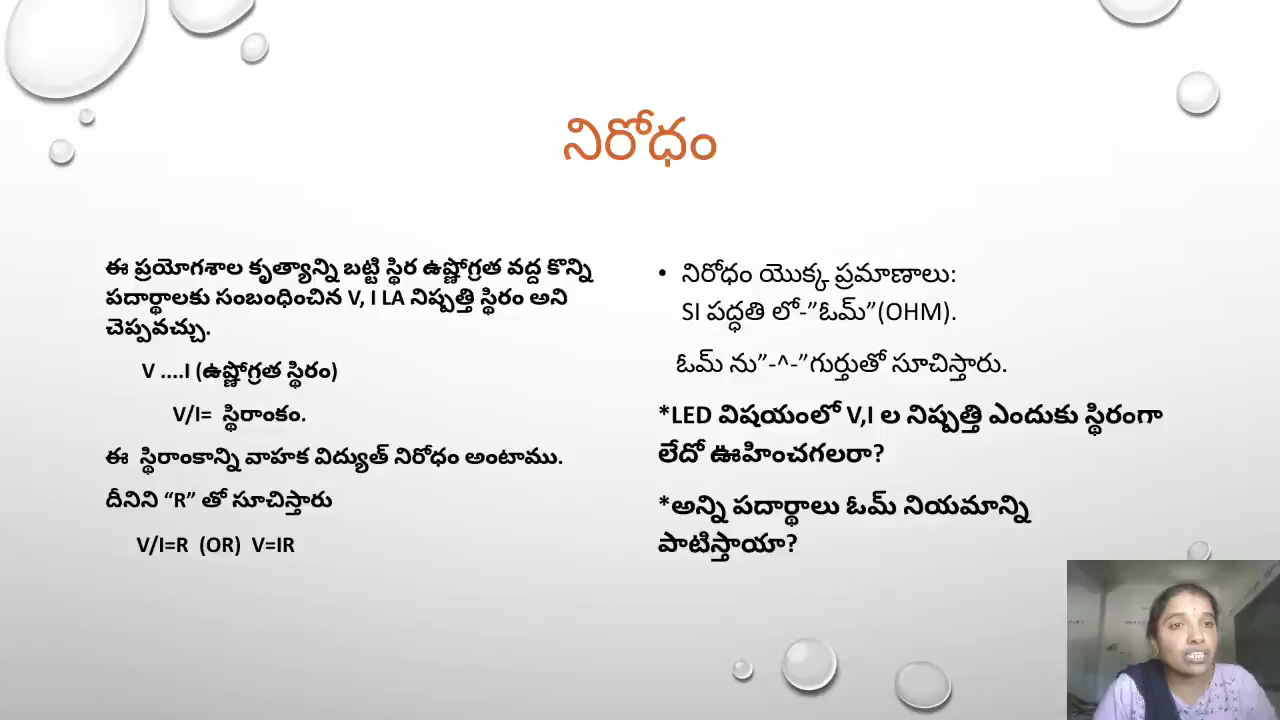 నిరోధం
ఈ ప్రయోగశాల కృత్యాన్ని బట్టి స్థిర ఉష్ణోగ్రత వద్ద కొన్ని
పదార్థాలకు సంబంధించిన V, I LA నిష్పత్తి స్థిరం అని
చెప్పవచ్చు.
V ....I (ఉష్ణోగ్రత స్థిరం)
V/I= స్థిరాంకం.
ఈ స్థిరాంకాన్ని వాహక విద్యుత్ నిరోధం అంటాము.
దీనిని “R” తో సూచిస్తారు
V/I=R (OR) V=IR
• నిరోధం యొక్క ప్రమాణాలు:
SI పద్ధతి లో-”ఓమ్”(OHM).
ఓమ్ ను”-^-”గుర్తుతో సూచిస్తారు.
*LED విషయంలో V,I ల నిష్పత్తి ఎందుకు స్థిరంగా
లేదో ఊహించగలరా?
*అన్ని పదార్థాలు ఓమ్ నియమాన్ని
పాటిస్తాయా?